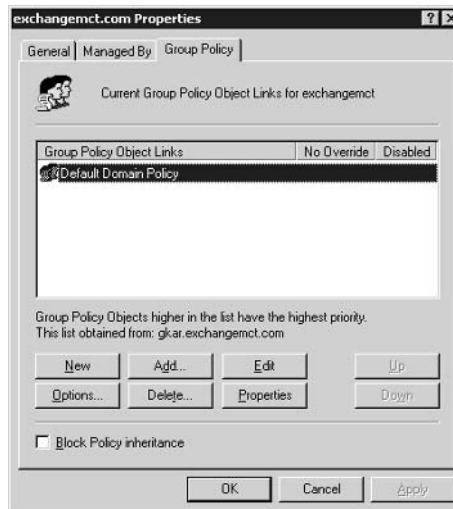 exchangemct.com Properties
General Managed By Group Policy
Current Group Policy Object Links for exchangemct
Group Policy Object Links No Override Disabled
Default Domain Policy
Group Policy Objects higher in the list have the highest priority.
This list obtained from: gkar.exchangemct.com
New Add... Edit Up
Options... Delete... Properties Down
Block Policy inheritance
OK Cancel Apply